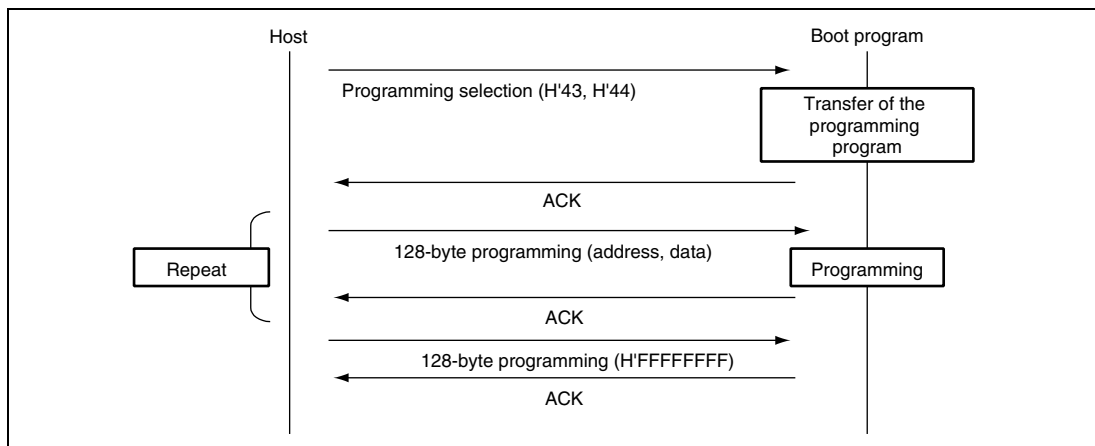 Host
Boot program
Programming selection (H'43, H'44)
Transfer of the
programming
program
ACK
128-byte programming (address, data)
Repeat
Programming
ACK
128-byte programming (H'FFFFFFFF)
ACK